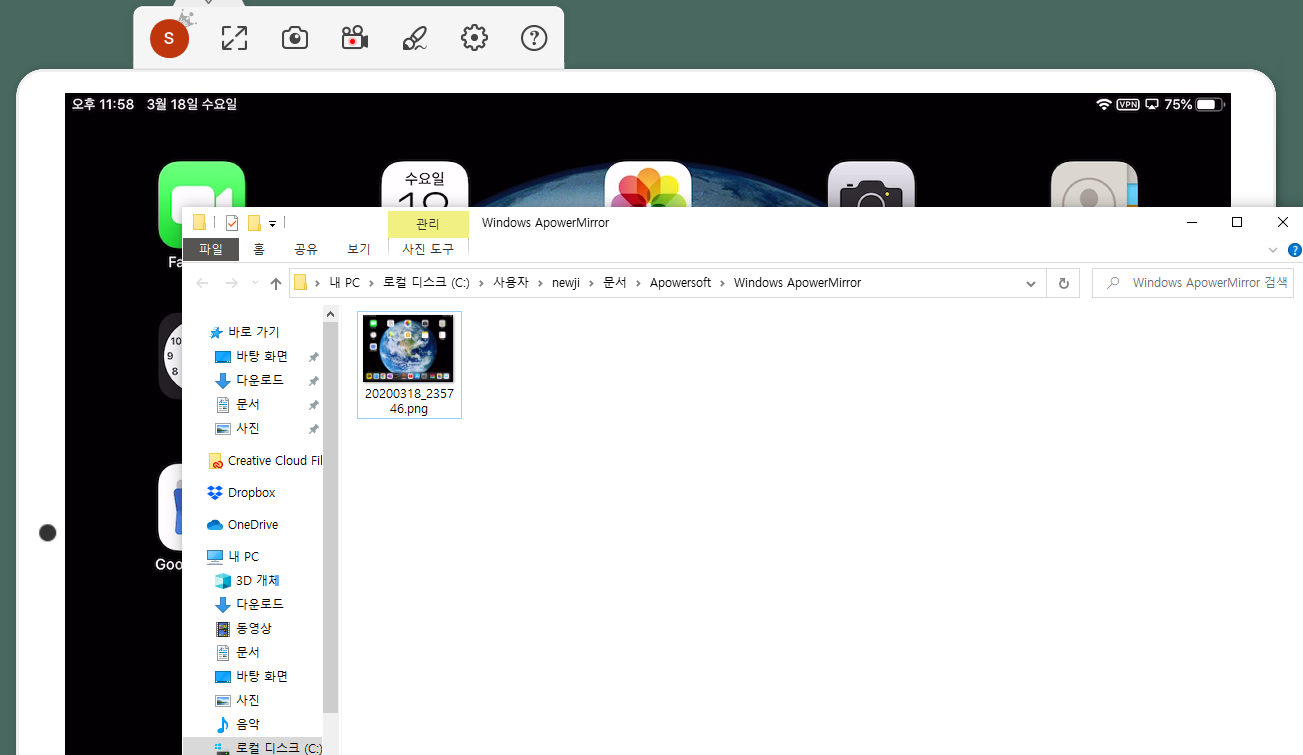 S
오후 11:58 3월 18일 수요일
VPN 75%
수요일
관리 Windows ApowerMirror
파일 홈 공유 보기 사진 도구
내 PC › 로컬 디스크 (C:) › 사용자 › newji › 문서 › Apowersoft › Windows ApowerMirror
Windows ApowerMirror 검색
바로 가기
바탕 화면
다운로드
문서
사진
Creative Cloud Fil
Dropbox
OneDrive
내 PC
3D 개체
다운로드
동영상
문서
바탕 화면
사진
음악
로컬 디스크 (C:)
20200318_2357
46.png
Fa
10
9
8
Goo